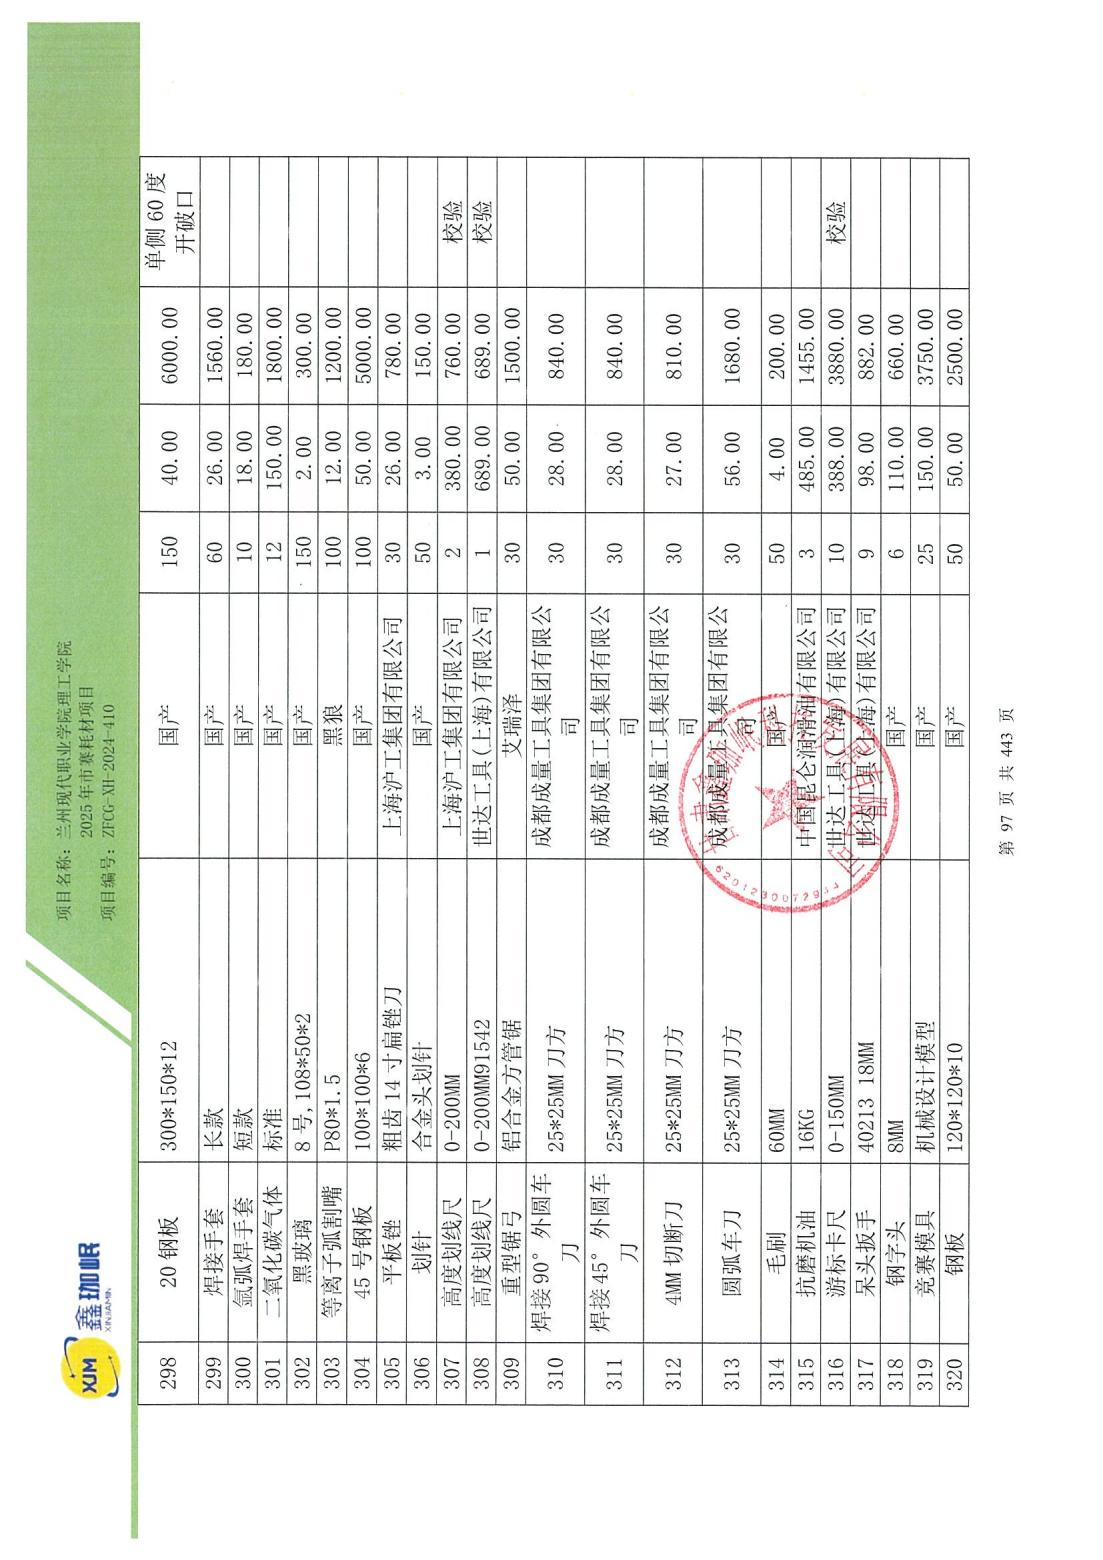 XJM 鑫珈岷
XINJIAMIN
项目名称：兰州现代职业学院理工学院
2025年市赛耗材项目
项目编号：ZFCG-XH-2024-410
298 20钢板 300*150*12 国产 150 40.00 6000.00 单侧60度
开破口
299 焊接手套 长款 国产 60 26.00 1560.00
300 氩弧焊手套 短款 国产 10 18.00 180.00
301 二氧化碳气体 标准 国产 12 150.00 1800.00
302 黑玻璃 8号,108*50*2 国产 150 2.00 300.00
303 等离子弧割嘴 P80*1.5 黑狼 100 12.00 1200.00
304 45号钢板 100*100*6 国产 100 50.00 5000.00
305 平板锉 粗齿14寸扁锉刀 上海沪工集团有限公司 30 26.00 780.00
306 划针 合金头划针 国产 50 3.00 150.00
307 高度划线尺 0-200MM 上海沪工集团有限公司 2 380.00 760.00 校验
308 高度划线尺 0-200MM91542 世达工具(上海)有限公司 1 689.00 689.00 校验
309 重型锯弓 铝合金方管锯 艾瑞泽 30 50.00 1500.00
310 焊接90°外圆车 25*25MM刀方 成都成量工具集团有限公 30 28.00 840.00
刀 司
311 焊接45°外圆车 25*25MM刀方 成都成量工具集团有限公 30 28.00 840.00
刀 司
312 4MM切断刀 25*25MM刀方 成都成量工具集团有限公 30 27.00 810.00
司
313 圆弧车刀 25*25MM刀方 成都成量工具集团有限公 30 56.00 1680.00
司
314 毛刷 60MM 国产 50 4.00 200.00
315 抗磨机油 16KG 中国昆仑润滑油有限公司 3 485.00 1455.00
316 游标卡尺 0-150MM 世达工具(上海)有限公司 10 388.00 3880.00 校验
317 呆头扳手 40213 18MM 世达工具(上海)有限公司 9 98.00 882.00
318 钢字头 8MM 国产 6 110.00 660.00
319 竞赛模具 机械设计模型 国产 25 150.00 3750.00
320 钢板 120*120*10 国产 50 50.00 2500.00
第 97 页 共 443 页